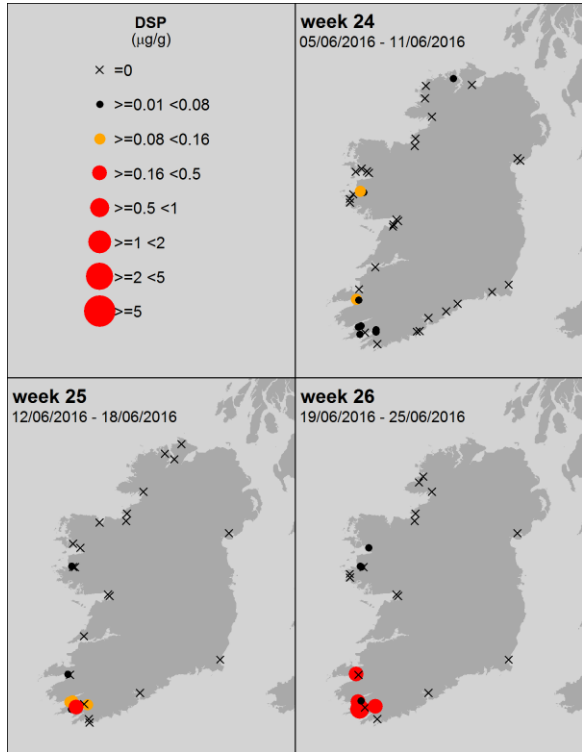 DSP
(µg/g)
=0
>=0.01 <0.08
>=0.08 <0.16
>=0.16 <0.5
>=0.5 <1
>=1 <2
>=2 <5
>=5
week 24
05/06/2016 - 11/06/2016
week 25
12/06/2016 - 18/06/2016
week 26
19/06/2016 - 25/06/2016